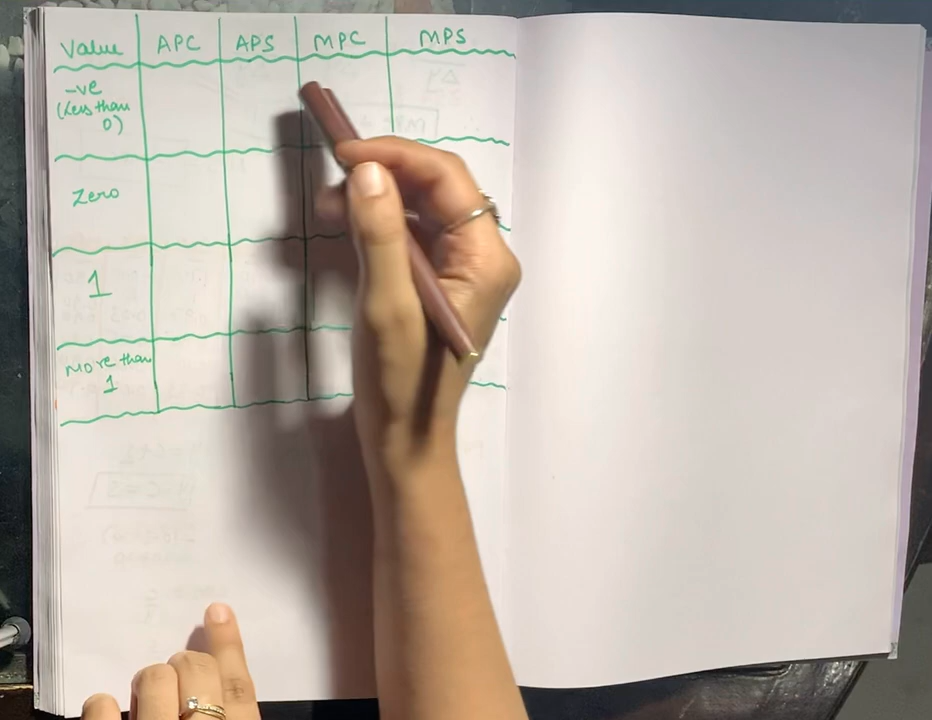 Value APC APS MPC MPS
-ve
(Less than
0)
Zero
1
More than
1